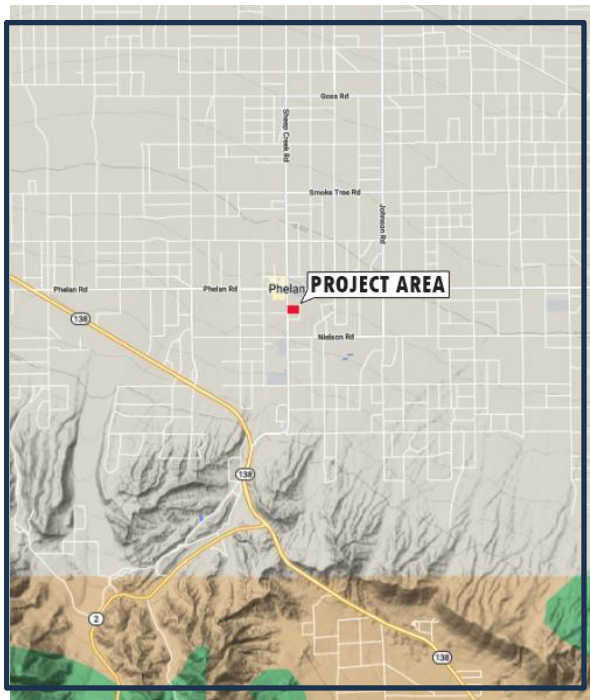 Goss Rd
Sheep Creek Rd
Smoke Tree Rd
Johnson Rd
PROJECT AREA
Phelan Rd
Phelan Rd
Phelan
138
Nielson Rd
138
2
138